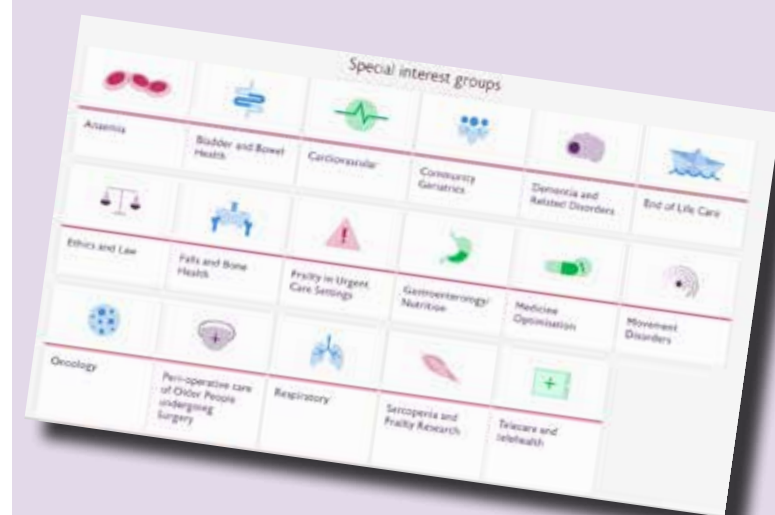 Special interest groups
Anaemia
Bladder and Bowel
Health
Cardiovascular
Community
Geriatrics
Dementia and
Related Disorders
End of Life Care
Ethics and Law
Falls and Bone
Health
Frailty in Urgent
Care Settings
Gastroenterology/
Nutrition
Medicine
Optimisation
Movement
Disorders
Oncology
Peri-operative care
of Older People
undergoing
Surgery
Respiratory
Sarcopenia and
Frailty Research
Telecare and
telehealth